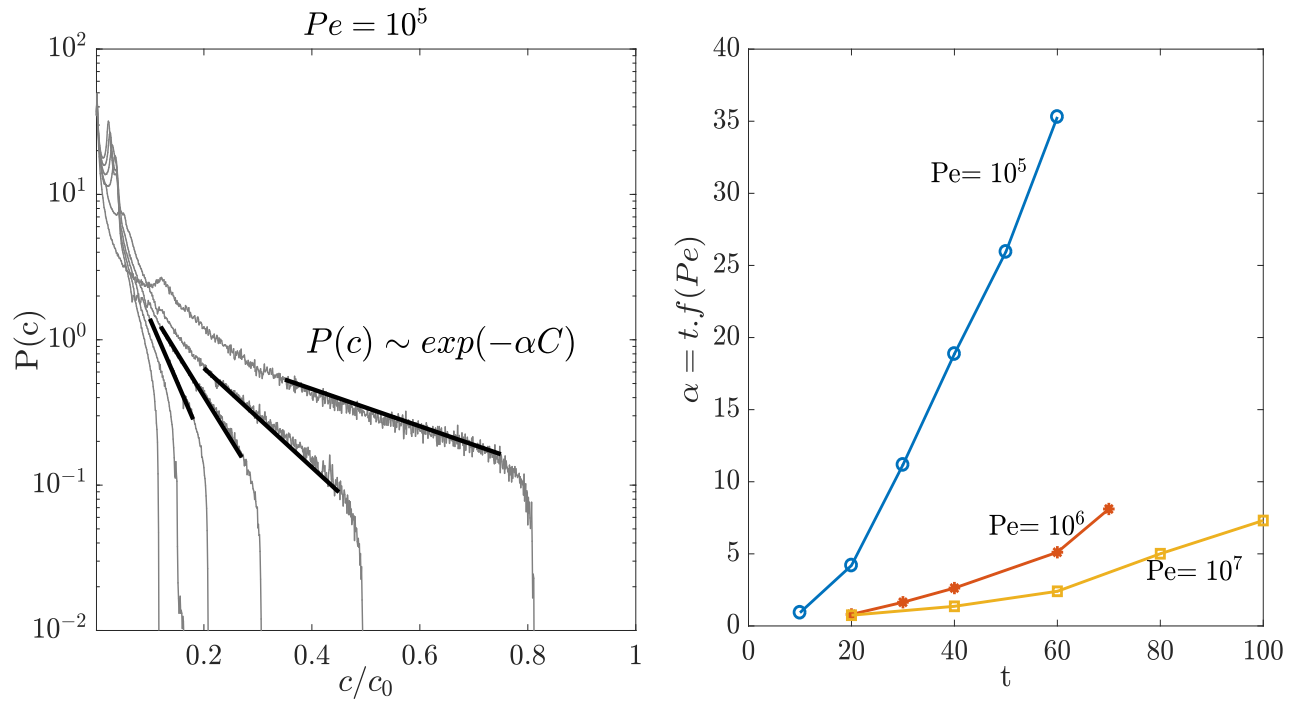 Pe = 10^5
P(c)
10^2
10^1
10^0
10^-1
10^-2
P(c) ∼ exp(−αC)
0.2 0.4 0.6 0.8 1
c/c_0
α = t.f(Pe)
40
35
30
25
20
15
10
5
0
Pe= 10^5
Pe= 10^6
Pe= 10^7
0 20 40 60 80 100
t